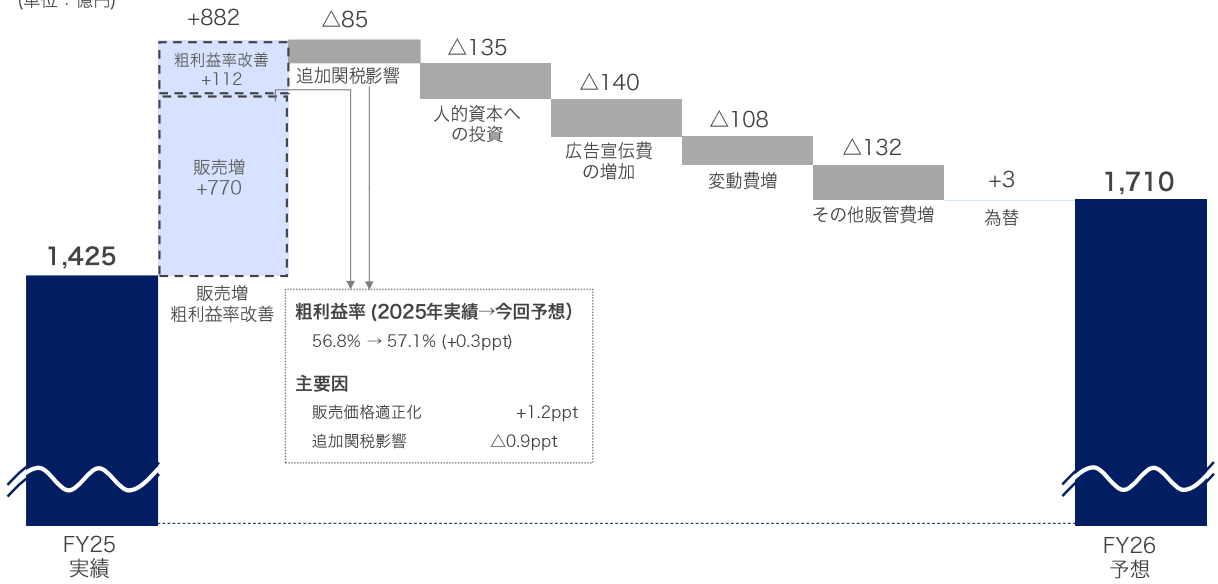 (単位：億円)
+882
粗利益率改善
+112
販売増
+770
販売増
粗利益率改善
△85
追加関税影響
△135
人的資本へ
の投資
△140
広告宣伝費
の増加
△108
変動費増
△132
その他販管費増
+3
為替
1,710
1,425
粗利益率 (2025年実績→今回予想)
56.8% → 57.1% (+0.3ppt)
主要因
販売価格適正化 +1.2ppt
追加関税影響 △0.9ppt
FY25
実績
FY26
予想